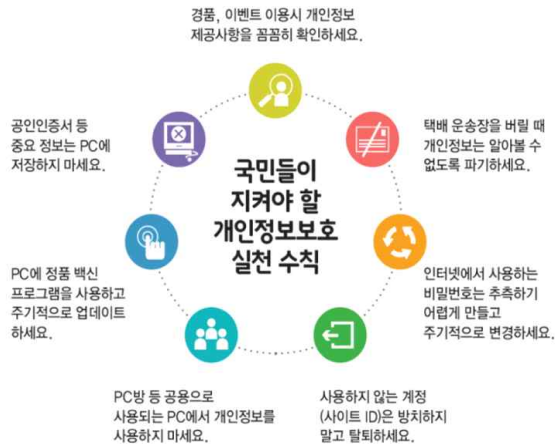 경품, 이벤트 이용시 개인정보
제공사항을 꼼꼼히 확인하세요.
택배 운송장을 버릴 때
개인정보는 알아볼 수
없도록 파기하세요.
인터넷에서 사용하는
비밀번호는 추측하기
어렵게 만들고
주기적으로 변경하세요.
사용하지 않는 계정
(사이트 ID)은 방치하지
말고 탈퇴하세요.
PC방 등 공용으로
사용되는 PC에서 개인정보를
사용하지 마세요.
PC에 정품 백신
프로그램을 사용하고
주기적으로 업데이트
하세요.
공인인증서 등
중요 정보는 PC에
저장하지 마세요.
국민들이
지켜야 할
개인정보보호
실천 수칙